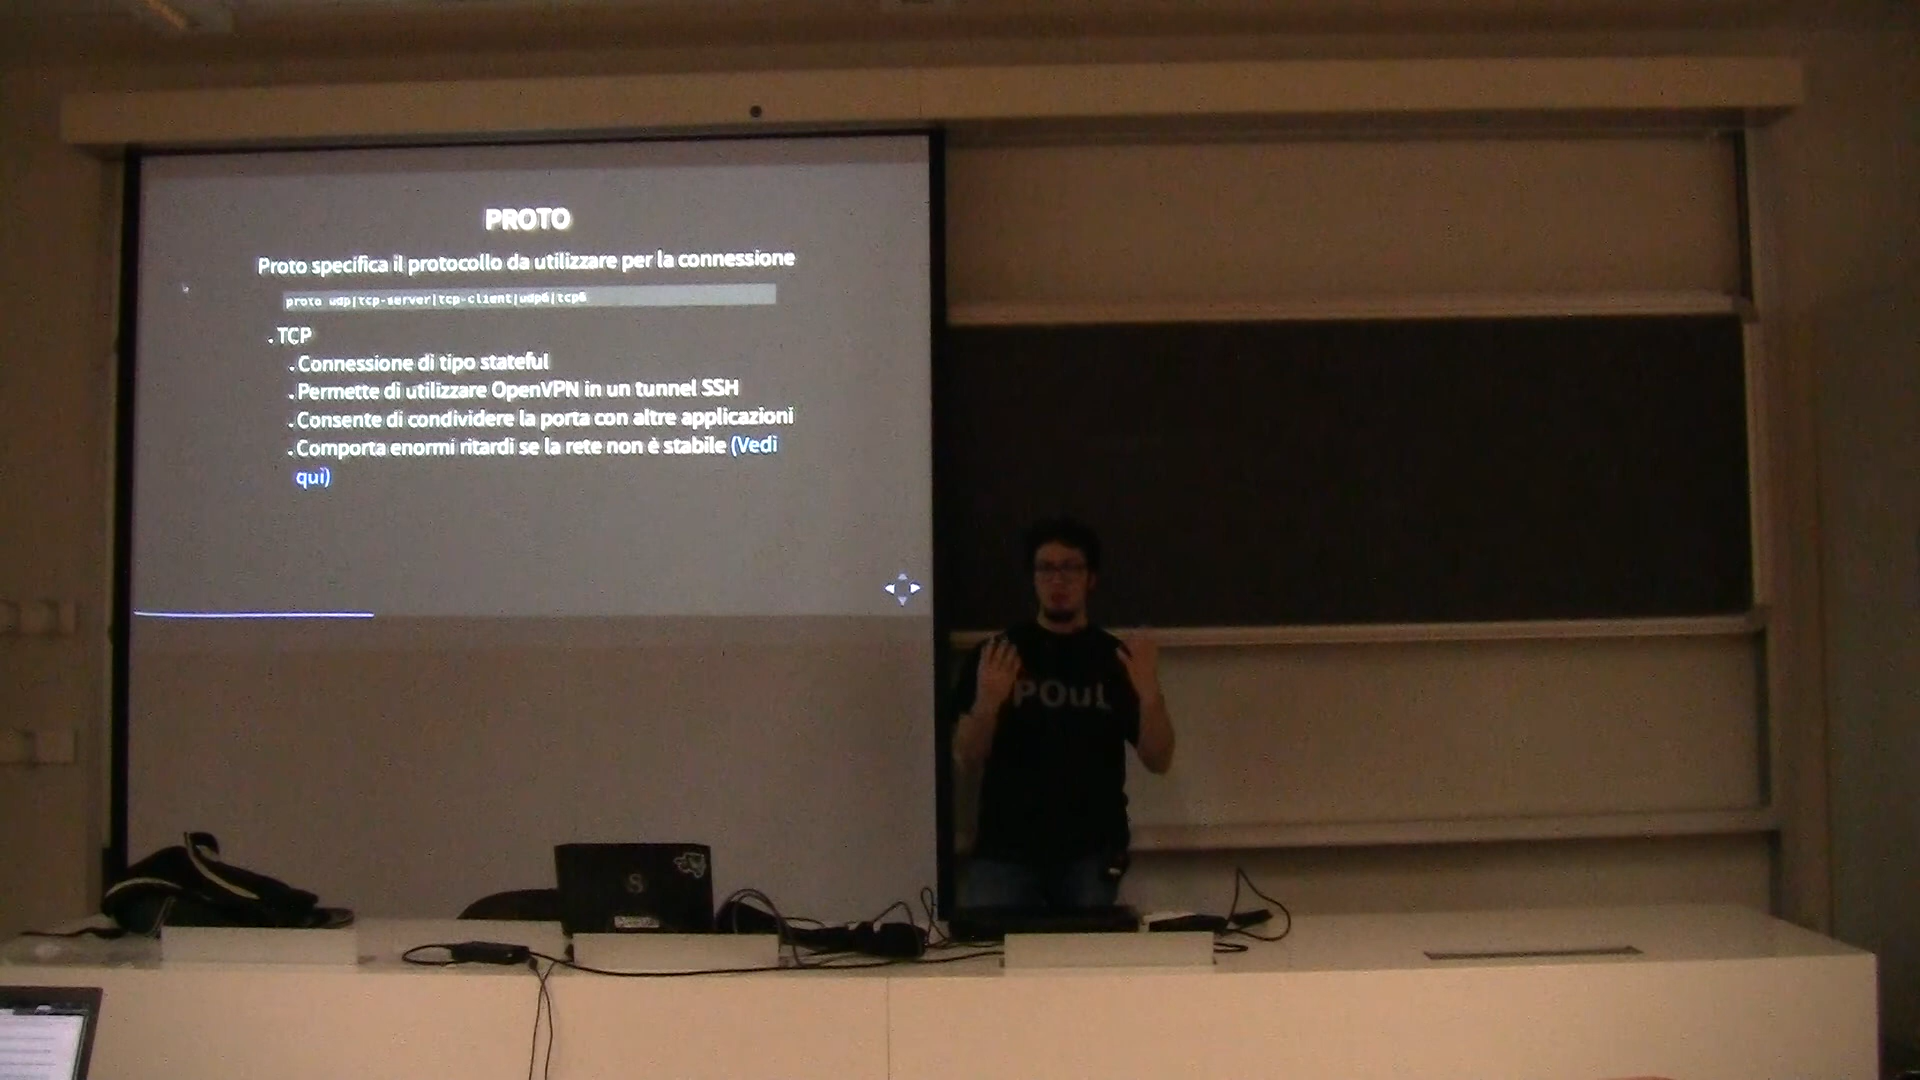 PROTO
Proto specifica il protocollo da utilizzare per la connessione
proto udp|tcp-server|tcp-client|udp6|tcp6
TCP
Connessione di tipo stateful
Permette di utilizzare OpenVPN in un tunnel SSH
Consente di condividere la porta con altre applicazioni
Comporta enormi ritardi se la rete non è stabile (Vedi
qui)
POuL
S